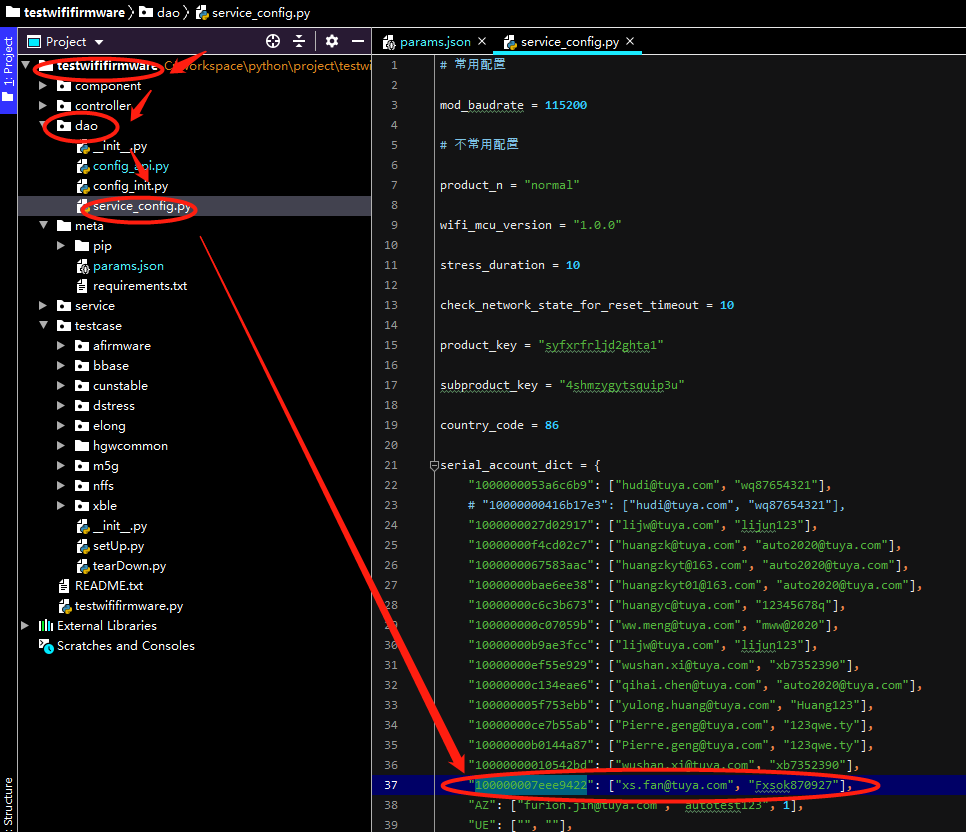 testwififirmware 〉 dao 〉 service_config.py
1: Project
Project
testwififirmware C:\workspace\python\project\testwi
component
controller
dao
__init__.py
config_api.py
config_init.py
service_config.py
meta
pip
params.json
requirements.txt
service
testcase
afirmware
bbase
cunstable
dstress
elong
hgwcommon
m5g
nffs
xble
__init__.py
setUp.py
tearDown.py
README.txt
testwififirmware.py
External Libraries
Scratches and Consoles
Structure
params.json × service_config.py ×
1 # 常用配置
2
3 mod_baudrate = 115200
4
5 # 不常用配置
6
7 product_n = "normal"
8
9 wifi_mcu_version = "1.0.0"
10
11 stress_duration = 10
12
13 check_network_state_for_reset_timeout = 10
14
15 product_key = "syfxrfrljd2ghta1"
16
17 subproduct_key = "4shmzygytsquip3u"
18
19 country_code = 86
20
21 serial_account_dict = {
22 "1000000053a6c6b9": ["hudi@tuya.com", "wq87654321"],
23 # "10000000416b17e3": ["hudi@tuya.com", "wq87654321"],
24 "1000000027d02917": ["lijw@tuya.com", "lijun123"],
25 "10000000f4cd02c7": ["huangzk@tuya.com", "auto2020@tuya.com"],
26 "1000000067583aac": ["huangzkyt@163.com", "auto2020@tuya.com"],
27 "10000000bae6ee38": ["huangzkyt01@163.com", "auto2020@tuya.com"],
28 "10000000c6c3b673": ["huangyc@tuya.com", "12345678q"],
29 "100000000c07059b": ["ww.meng@tuya.com", "mww@2020"],
30 "10000000b9ae3fcc": ["lijw@tuya.com", "lijun123"],
31 "10000000ef55e929": ["wushan.xi@tuya.com", "xb7352390"],
32 "10000000c134eae6": ["qihai.chen@tuya.com", "auto2020@tuya.com"],
33 "100000005f753ebb": ["yulong.huang@tuya.com", "Huang123"],
34 "10000000ce7b55ab": ["Pierre.geng@tuya.com", "123qwe.ty"],
35 "10000000b0144a87": ["Pierre.geng@tuya.com", "123qwe.ty"],
36 "10000000010542bd": ["wushan.xi@tuya.com", "xb7352390"],
37 "100000007eee9422": ["xs.fan@tuya.com", "Fxsok870927"],
38 "AZ": ["furion.jin@tuya.com", "autotest123", 1],
39 "UE": ["", ""],